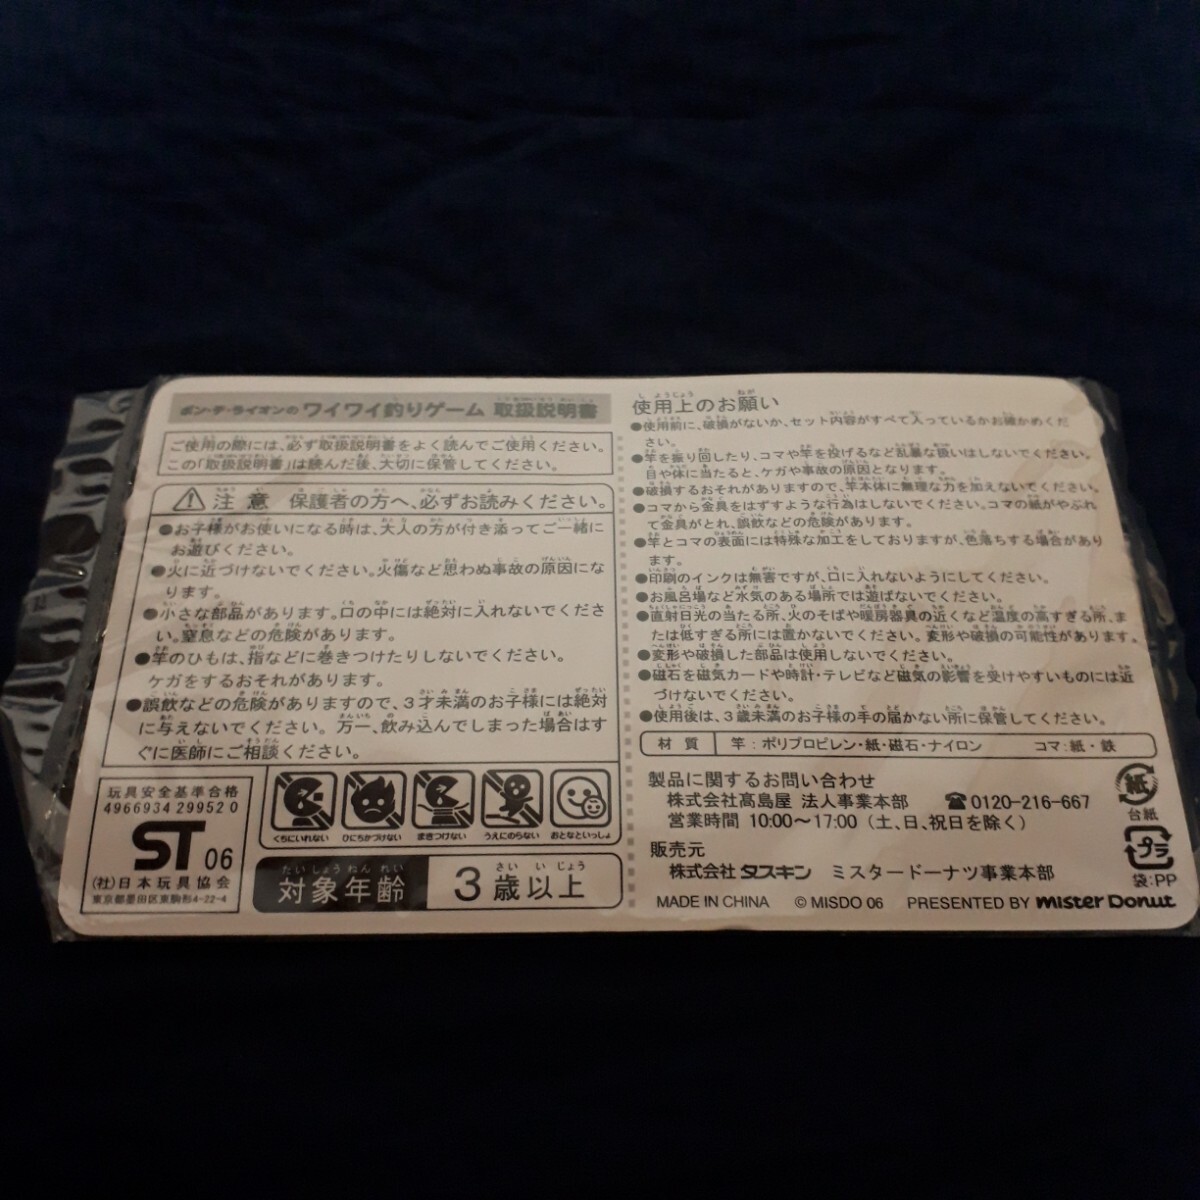 ポン・デ・ライオンの ワイワイ釣りゲーム 取扱説明書
ご使用の際には、必ず取扱説明書をよく読んでご使用ください。
この「取扱説明書」は読んだ後、大切に保管してください。
⚠注意 保護者の方へ、必ずお読みください。
●お子様がお使いになる時は、大人の方が付き添ってご一緒に
お遊びください。
●火に近づけないでください。火傷など思わぬ事故の原因にな
ります。
●小さな部品があります。口の中には絶対に入れないでくださ
い。窒息などの危険があります。
●竿のひもは、指などに巻きつけたりしないでください。
ケガをするおそれがあります。
●誤飲などの危険がありますので、3才未満のお子様には絶対
に与えないでください。万一、飲み込んでしまった場合はす
ぐに医師にご相談ください。
玩具安全基準合格
4966934 29952 0
ST 06
(社)日本玩具協会
東京都墨田区東駒形4-22-4
くちにいれない
ひにちかづけない
まきつけない
うえにのらない
おとなといっしょ
たい しょう ねん れい
対象年齢
さい い じょう
3歳以上
使用上のお願い
●使用前に、破損がないか、セット内容がすべて入っているかお確かめくだ
さい。
●竿を振り回したり、コマや竿を投げるなど乱暴な扱いはしないでください。
目や体に当たると、ケガや事故の原因となります。
●破損するおそれがありますので、竿本体に無理な力を加えないでください。
●コマから金具をはずすような行為はしないでください。コマの紙がやぶれ
て金具がとれ、誤飲などの危険があります。
●竿とコマの表面には特殊な加工をしておりますが、色落ちする場合があり
ます。
●印刷のインクは無害ですが、口に入れないようにしてください。
●お風呂場など水気のある場所では遊ばないでください。
●直射日光の当たる所、火のそばや暖房器具の近くなど温度の高すぎる所、ま
たは低すぎる所には置かないでください。変形や破損の可能性があります。
●変形や破損した部品は使用しないでください。
●磁石を磁気カードや時計・テレビなど磁気の影響を受けやすいものには近
づけないでください。
●使用後は、3歳未満のお子様の手の届かない所に保管してください。
材質 竿:ポリプロピレン・紙・磁石・ナイロン コマ:紙・鉄
製品に関するお問い合わせ
株式会社髙島屋 法人事業本部 ☎0120-216-667
営業時間 10:00〜17:00(土、日、祝日を除く)
販売元
株式会社 ダスキン ミスタードーナツ事業本部
MADE IN CHINA © MISDO 06 PRESENTED BY mister Donut
紙
台紙
プラ
袋:PP